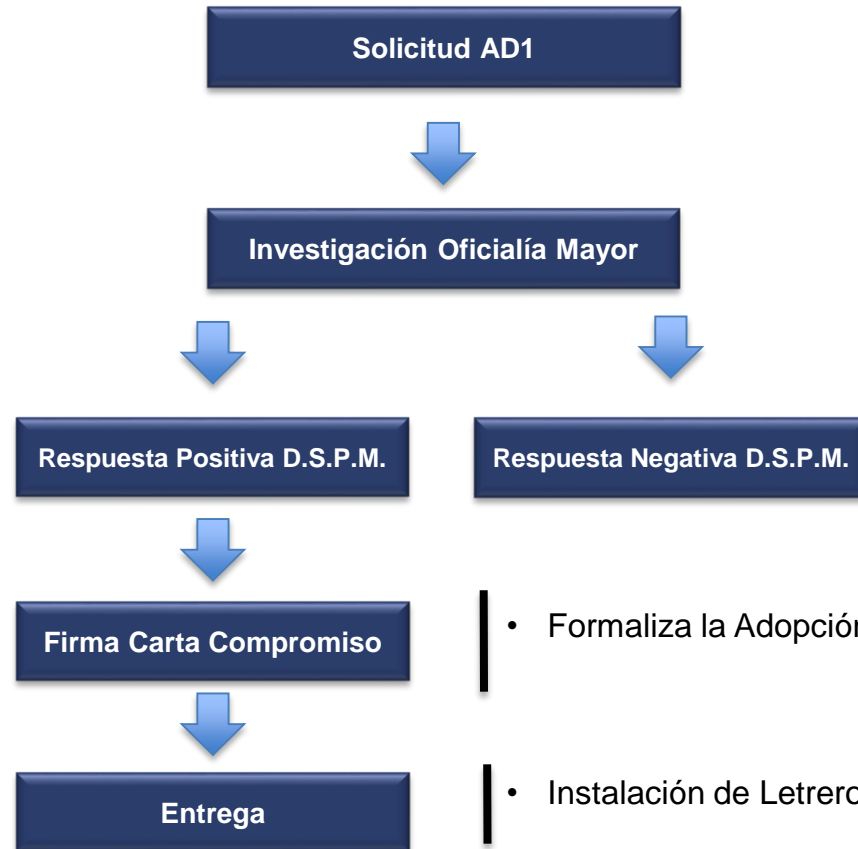 Solicitud AD1
Investigación Oficialía Mayor
Respuesta Positiva D.S.P.M.
Respuesta Negativa D.S.P.M.
Firma Carta Compromiso
• Formaliza la Adopción
Entrega
• Instalación de Letrero